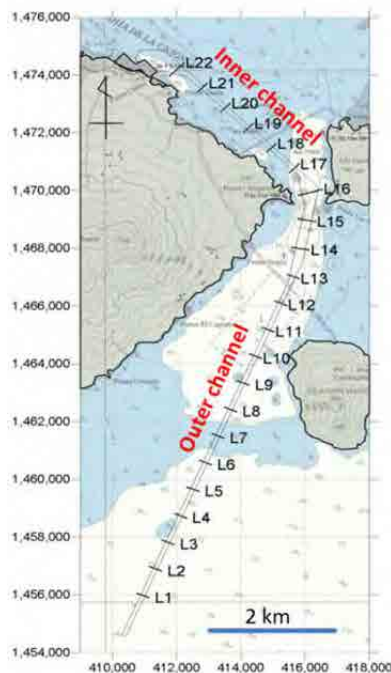 1,476,000
L22
1,474,000
L21
Inner channel
L20
1,472,000
L19
L18
L17
1,470,000
L16
L15
1,468,000
L14
L13
1,466,000
L12
L11
1,464,000
L10
Outer channel
L9
1,462,000
L8
L7
L6
1,460,000
L5
L4
1,458,000
L3
L2
1,456,000
L1
2 km
1,454,000
410,000 412,000 414,000 416,000 418,000